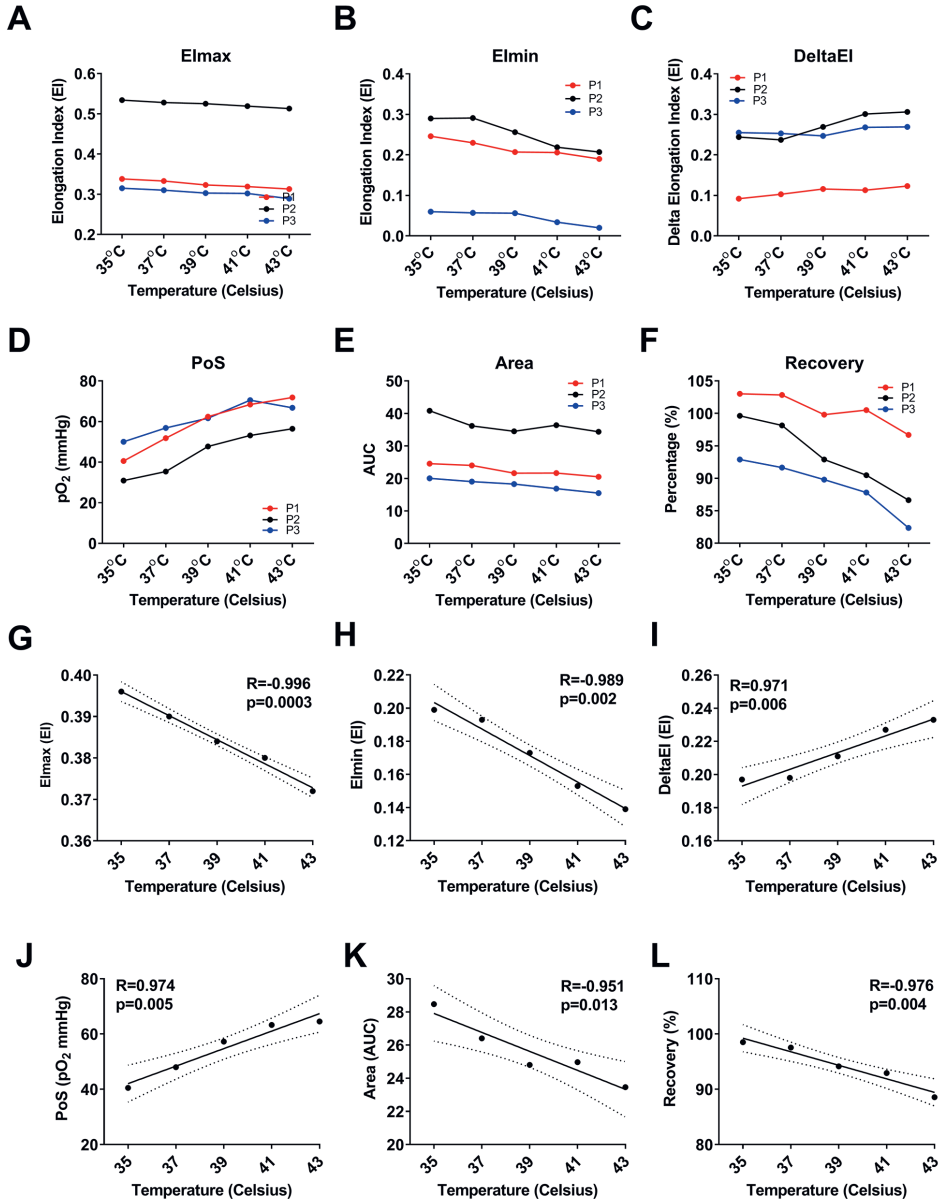 A
EImax
Elongation Index (EI)
0.6
0.5
0.4
0.3
0.2
P1
P2
P3
35°C
37°C
39°C
41°C
43°C
Temperature (Celsius)
B
EImin
Elongation Index (EI)
0.4
0.3
0.2
0.1
0.0
P1
P2
P3
35°C
37°C
39°C
41°C
43°C
Temperature (Celsius)
C
DeltaEI
Delta Elongation Index (EI)
0.4
0.3
0.2
0.1
0.0
P1
P2
P3
35°C
37°C
39°C
41°C
43°C
Temperature (Celsius)
D
PoS
pO2 (mmHg)
80
60
40
20
0
P1
P2
P3
35°C
37°C
39°C
41°C
43°C
Temperature (Celsius)
E
Area
AUC
50
40
30
20
10
0
P1
P2
P3
35°C
37°C
39°C
41°C
43°C
Temperature (Celsius)
F
Recovery
Percentage (%)
105
100
95
90
85
80
P1
P2
P3
35°C
37°C
39°C
41°C
43°C
Temperature (Celsius)
G
EImax (EI)
0.40
0.39
0.38
0.37
0.36
R=-0.996
p=0.0003
35
37
39
41
43
Temperature (Celsius)
H
EImin (EI)
0.22
0.20
0.18
0.16
0.14
0.12
R=-0.989
p=0.002
35
37
39
41
43
Temperature (Celsius)
I
DeltaEI (EI)
0.26
0.24
0.22
0.20
0.18
0.16
R=0.971
p=0.006
35
37
39
41
43
Temperature (Celsius)
J
PoS (pO2 mmHg)
80
60
40
20
R=0.974
p=0.005
35
37
39
41
43
Temperature (Celsius)
K
Area (AUC)
30
28
26
24
22
20
R=-0.951
p=0.013
35
37
39
41
43
Temperature (Celsius)
L
Recovery (%)
110
100
90
80
R=-0.976
p=0.004
35
37
39
41
43
Temperature (Celsius)